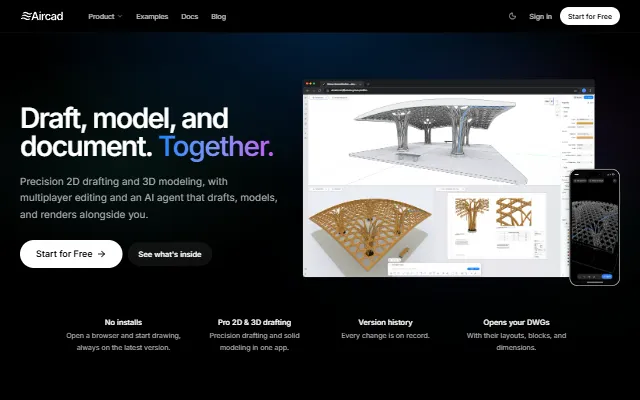 Aircad
Product
Examples
Docs
Blog
Sign in
Start for Free
Draft, model, and
document. Together.
Precision 2D drafting and 3D modeling, with
multiplayer editing and an AI agent that drafts, models,
and renders alongside you.
Start for Free →
See what's inside
No installs
Open a browser and start drawing,
always on the latest version.
Pro 2D & 3D drafting
Precision drafting and solid
modeling in one app.
Version history
Every change is on record.
Opens your DWGs
With their layouts, blocks, and
dimensions.